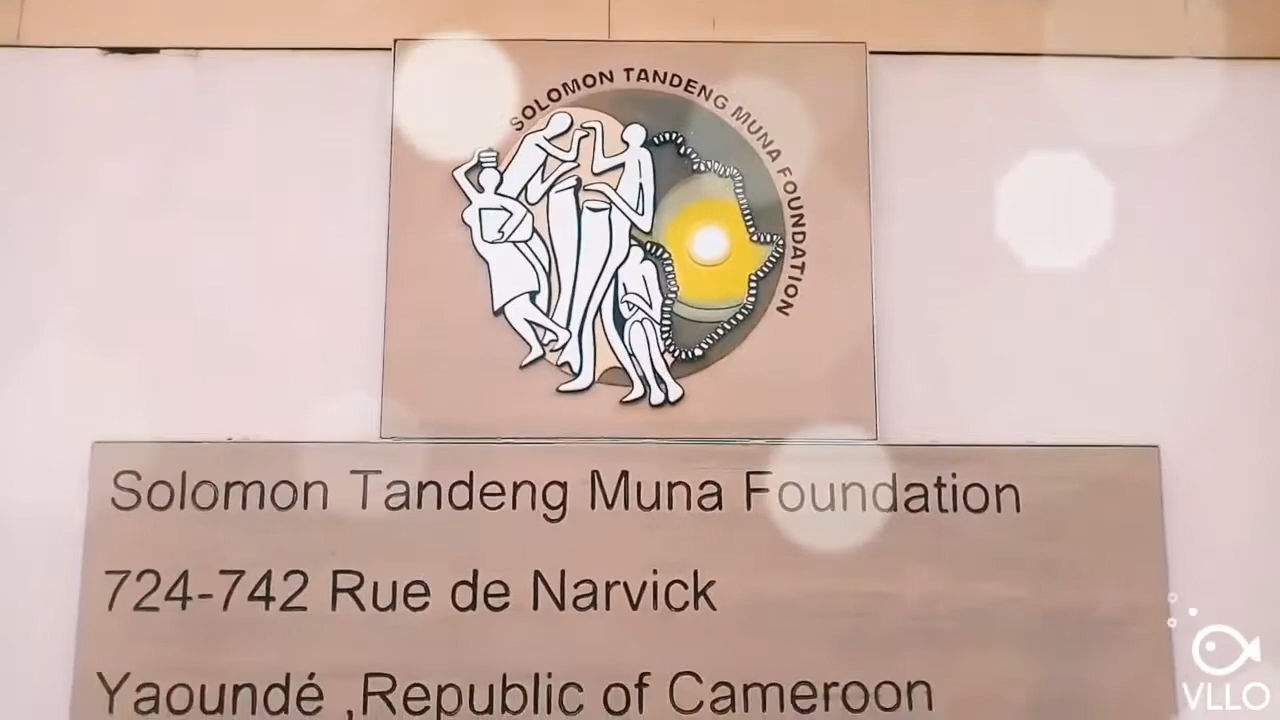 SOLOMON TANDENG MUNA FOUNDATION
Solomon Tandeng Muna Foundation
724-742 Rue de Narvick
Yaoundé ,Republic of Cameroon
VLLO